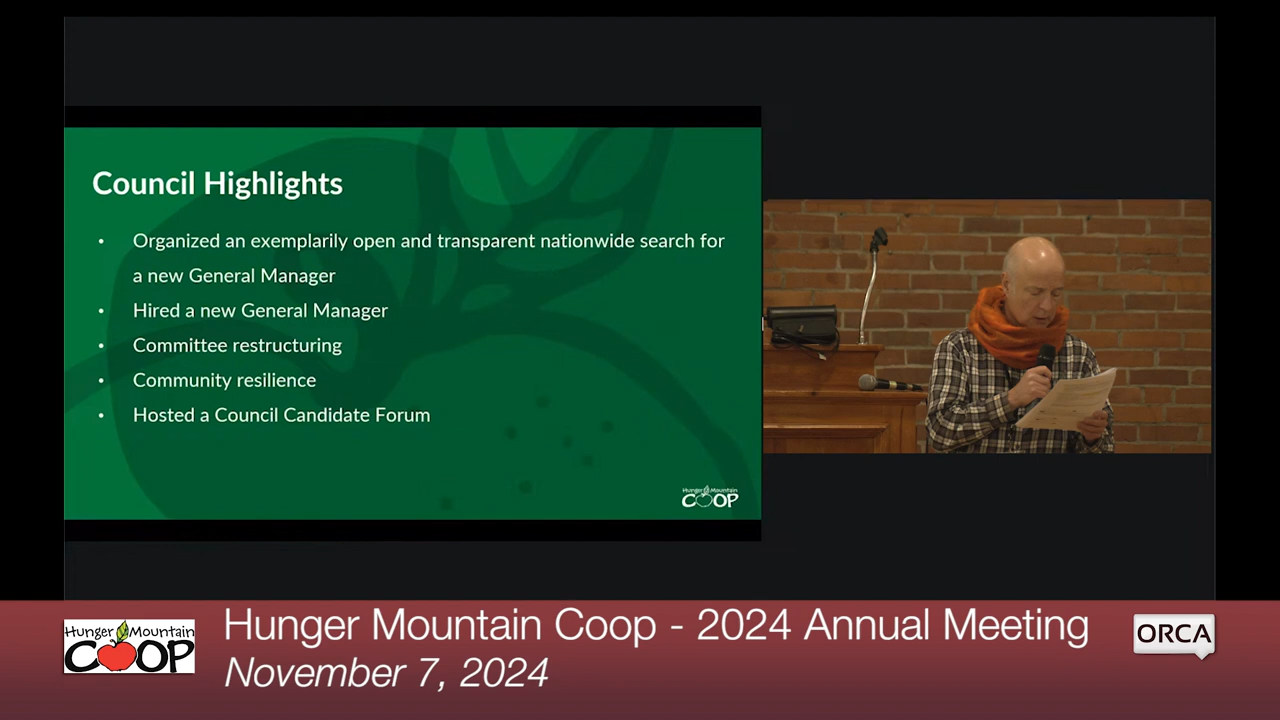 Council Highlights
• Organized an exemplarily open and transparent nationwide search for
a new General Manager
• Hired a new General Manager
• Committee restructuring
• Community resilience
• Hosted a Council Candidate Forum
Hunger Mountain
COOP
Hunger Mountain
COOP
Hunger Mountain Coop - 2024 Annual Meeting
November 7, 2024
ORCA